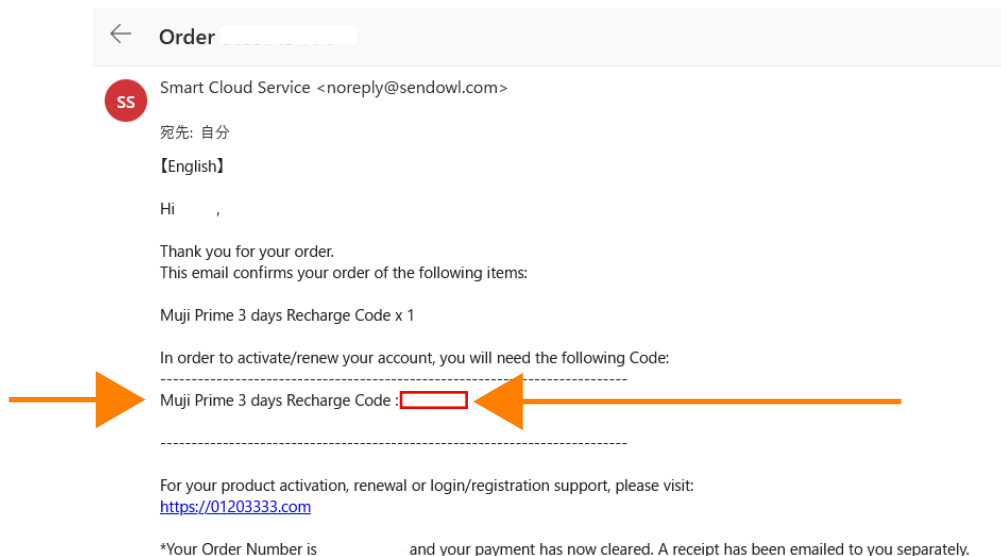 Order
Smart Cloud Service <noreply@sendowl.com>
SS
宛先: 自分
【English】
Hi ,
Thank you for your order.
This email confirms your order of the following items:
Muji Prime 3 days Recharge Code x 1
In order to activate/renew your account, you will need the following Code:
---------------------------------------------------------------------------
Muji Prime 3 days Recharge Code :
---------------------------------------------------------------------------
For your product activation, renewal or login/registration support, please visit:
https://01203333.com
*Your Order Number is and your payment has now cleared. A receipt has been emailed to you separately.